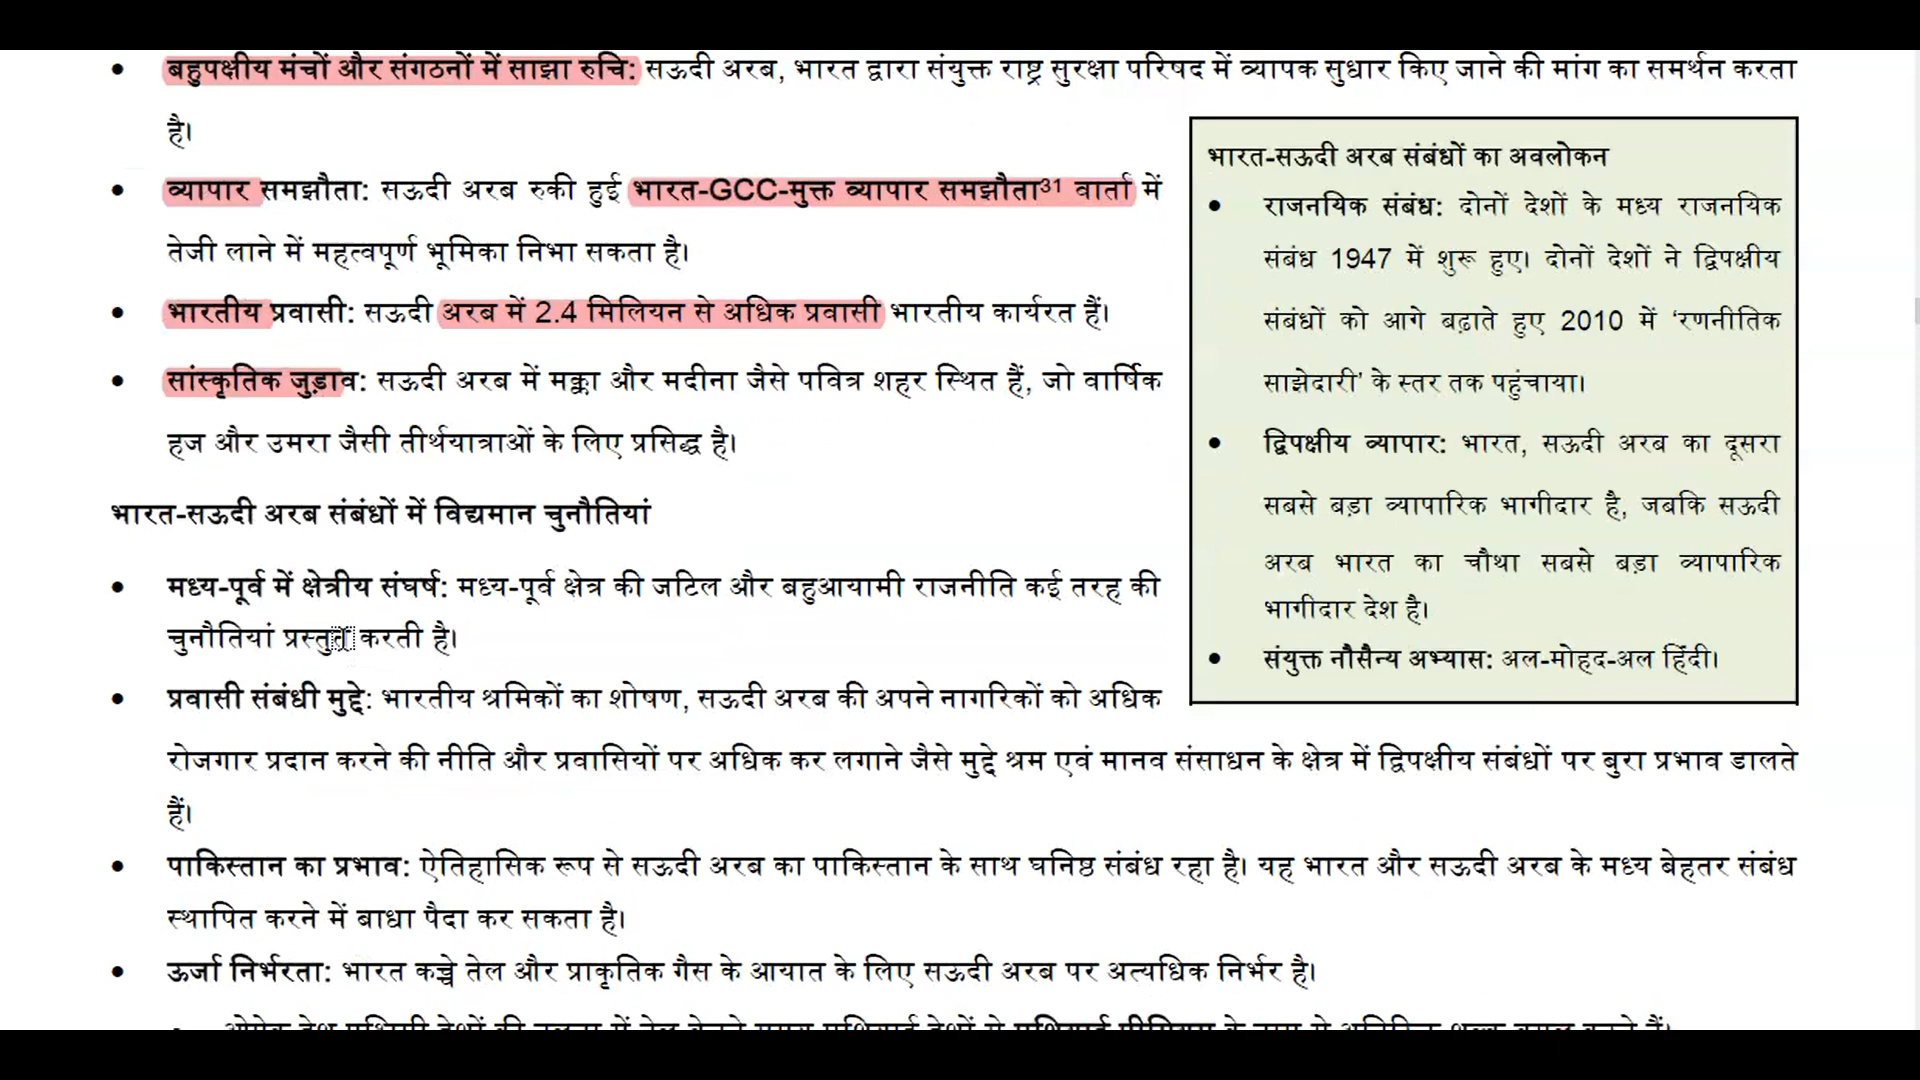 • बहुपक्षीय मंचों और संगठनों में साझा रुचि: सऊदी अरब, भारत द्वारा संयुक्त राष्ट्र सुरक्षा परिषद में व्यापक सुधार किए जाने की मांग का समर्थन करता
है।
• व्यापार समझौता: सऊदी अरब रुकी हुई भारत-GCC-मुक्त व्यापार समझौता³¹ वार्ता में
तेजी लाने में महत्वपूर्ण भूमिका निभा सकता है।
• भारतीय प्रवासी: सऊदी अरब में 2.4 मिलियन से अधिक प्रवासी भारतीय कार्यरत हैं।
• सांस्कृतिक जुड़ाव: सऊदी अरब में मक्का और मदीना जैसे पवित्र शहर स्थित हैं, जो वार्षिक
हज और उमरा जैसी तीर्थयात्राओं के लिए प्रसिद्ध है।
भारत-सऊदी अरब संबंधों में विद्यमान चुनौतियां
• मध्य-पूर्व में क्षेत्रीय संघर्ष: मध्य-पूर्व क्षेत्र की जटिल और बहुआयामी राजनीति कई तरह की
चुनौतियां प्रस्तुत करती है।
• प्रवासी संबंधी मुद्दे: भारतीय श्रमिकों का शोषण, सऊदी अरब की अपने नागरिकों को अधिक
रोजगार प्रदान करने की नीति और प्रवासियों पर अधिक कर लगाने जैसे मुद्दे श्रम एवं मानव संसाधन के क्षेत्र में द्विपक्षीय संबंधों पर बुरा प्रभाव डालते
हैं।
• पाकिस्तान का प्रभाव: ऐतिहासिक रूप से सऊदी अरब का पाकिस्तान के साथ घनिष्ठ संबंध रहा है। यह भारत और सऊदी अरब के मध्य बेहतर संबंध
स्थापित करने में बाधा पैदा कर सकता है।
• ऊर्जा निर्भरता: भारत कच्चे तेल और प्राकृतिक गैस के आयात के लिए सऊदी अरब पर अत्यधिक निर्भर है।
भारत-सऊदी अरब संबंधों का अवलोकन
• राजनयिक संबंध: दोनों देशों के मध्य राजनयिक
संबंध 1947 में शुरू हुए। दोनों देशों ने द्विपक्षीय
संबंधों को आगे बढ़ाते हुए 2010 में ‘रणनीतिक
साझेदारी’ के स्तर तक पहुंचाया।
• द्विपक्षीय व्यापार: भारत, सऊदी अरब का दूसरा
सबसे बड़ा व्यापारिक भागीदार है, जबकि सऊदी
अरब भारत का चौथा सबसे बड़ा व्यापारिक
भागीदार देश है।
• संयुक्त नौसैन्य अभ्यास: अल-मोहद-अल हिंदी।